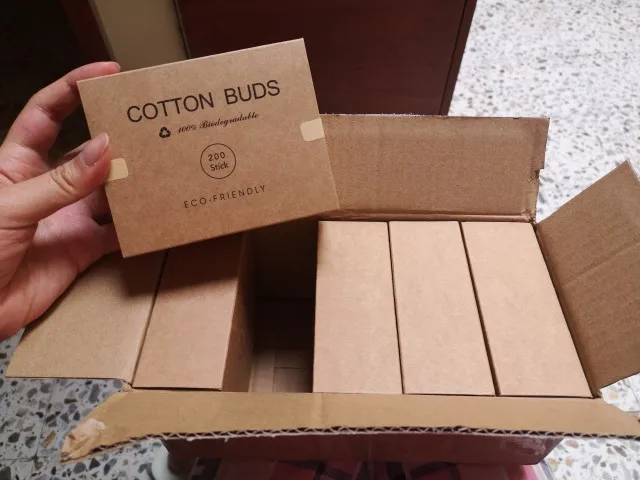 COTTON BUDS
100% Biodegradable
200
Stick
ECO-FRIENDLY